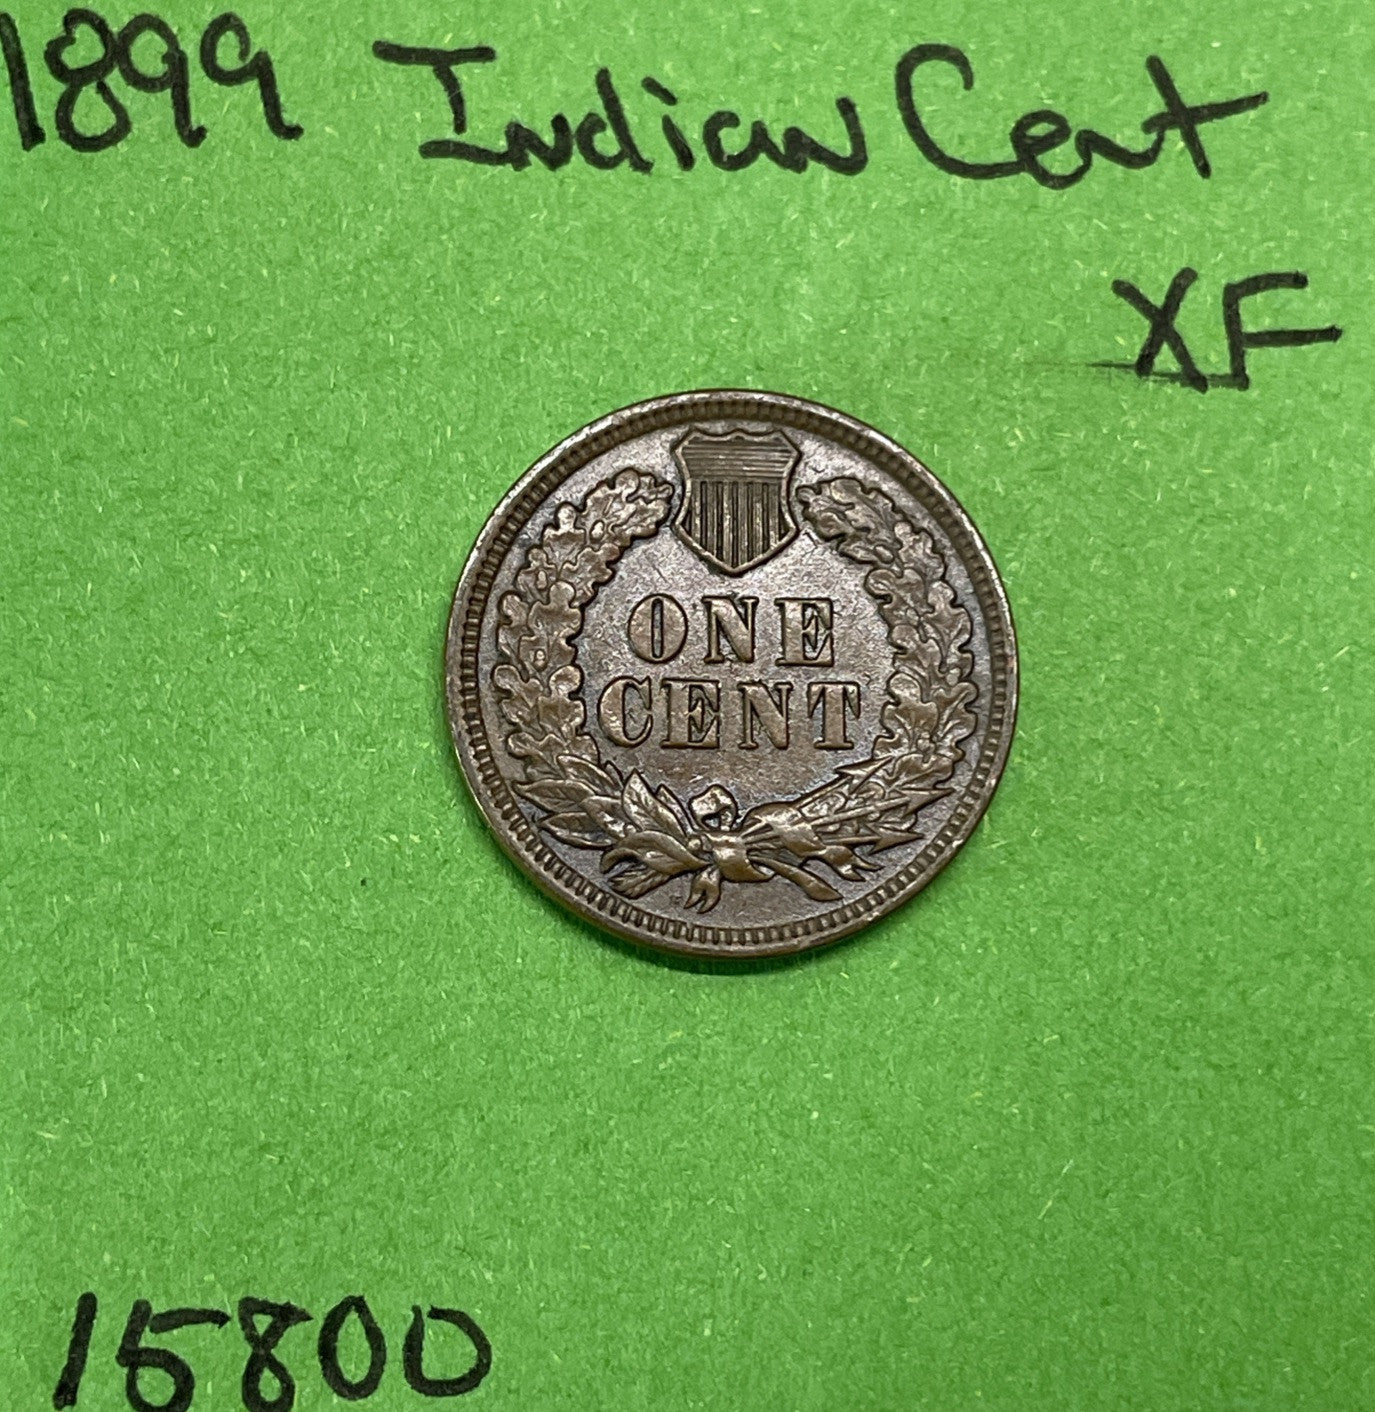 1899 Indian Cent
XF
ONE
CENT
15800